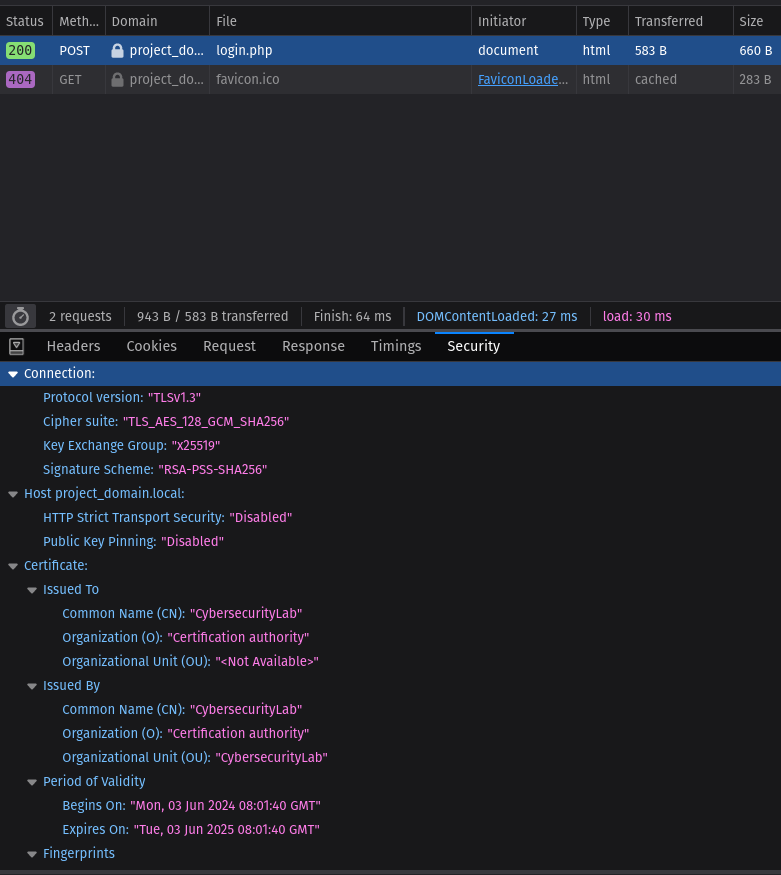 Status Meth... Domain File Initiator Type Transferred Size
200 POST project_do... login.php document html 583 B 660 B
404 GET project_do... favicon.ico FaviconLoade... html cached 283 B
2 requests 943 B / 583 B transferred Finish: 64 ms DOMContentLoaded: 27 ms load: 30 ms
Headers Cookies Request Response Timings Security
Connection:
Protocol version: "TLSv1.3"
Cipher suite: "TLS_AES_128_GCM_SHA256"
Key Exchange Group: "x25519"
Signature Scheme: "RSA-PSS-SHA256"
Host project_domain.local:
HTTP Strict Transport Security: "Disabled"
Public Key Pinning: "Disabled"
Certificate:
Issued To
Common Name (CN): "CybersecurityLab"
Organization (O): "Certification authority"
Organizational Unit (OU): "<Not Available>"
Issued By
Common Name (CN): "CybersecurityLab"
Organization (O): "Certification authority"
Organizational Unit (OU): "CybersecurityLab"
Period of Validity
Begins On: "Mon, 03 Jun 2024 08:01:40 GMT"
Expires On: "Tue, 03 Jun 2025 08:01:40 GMT"
Fingerprints